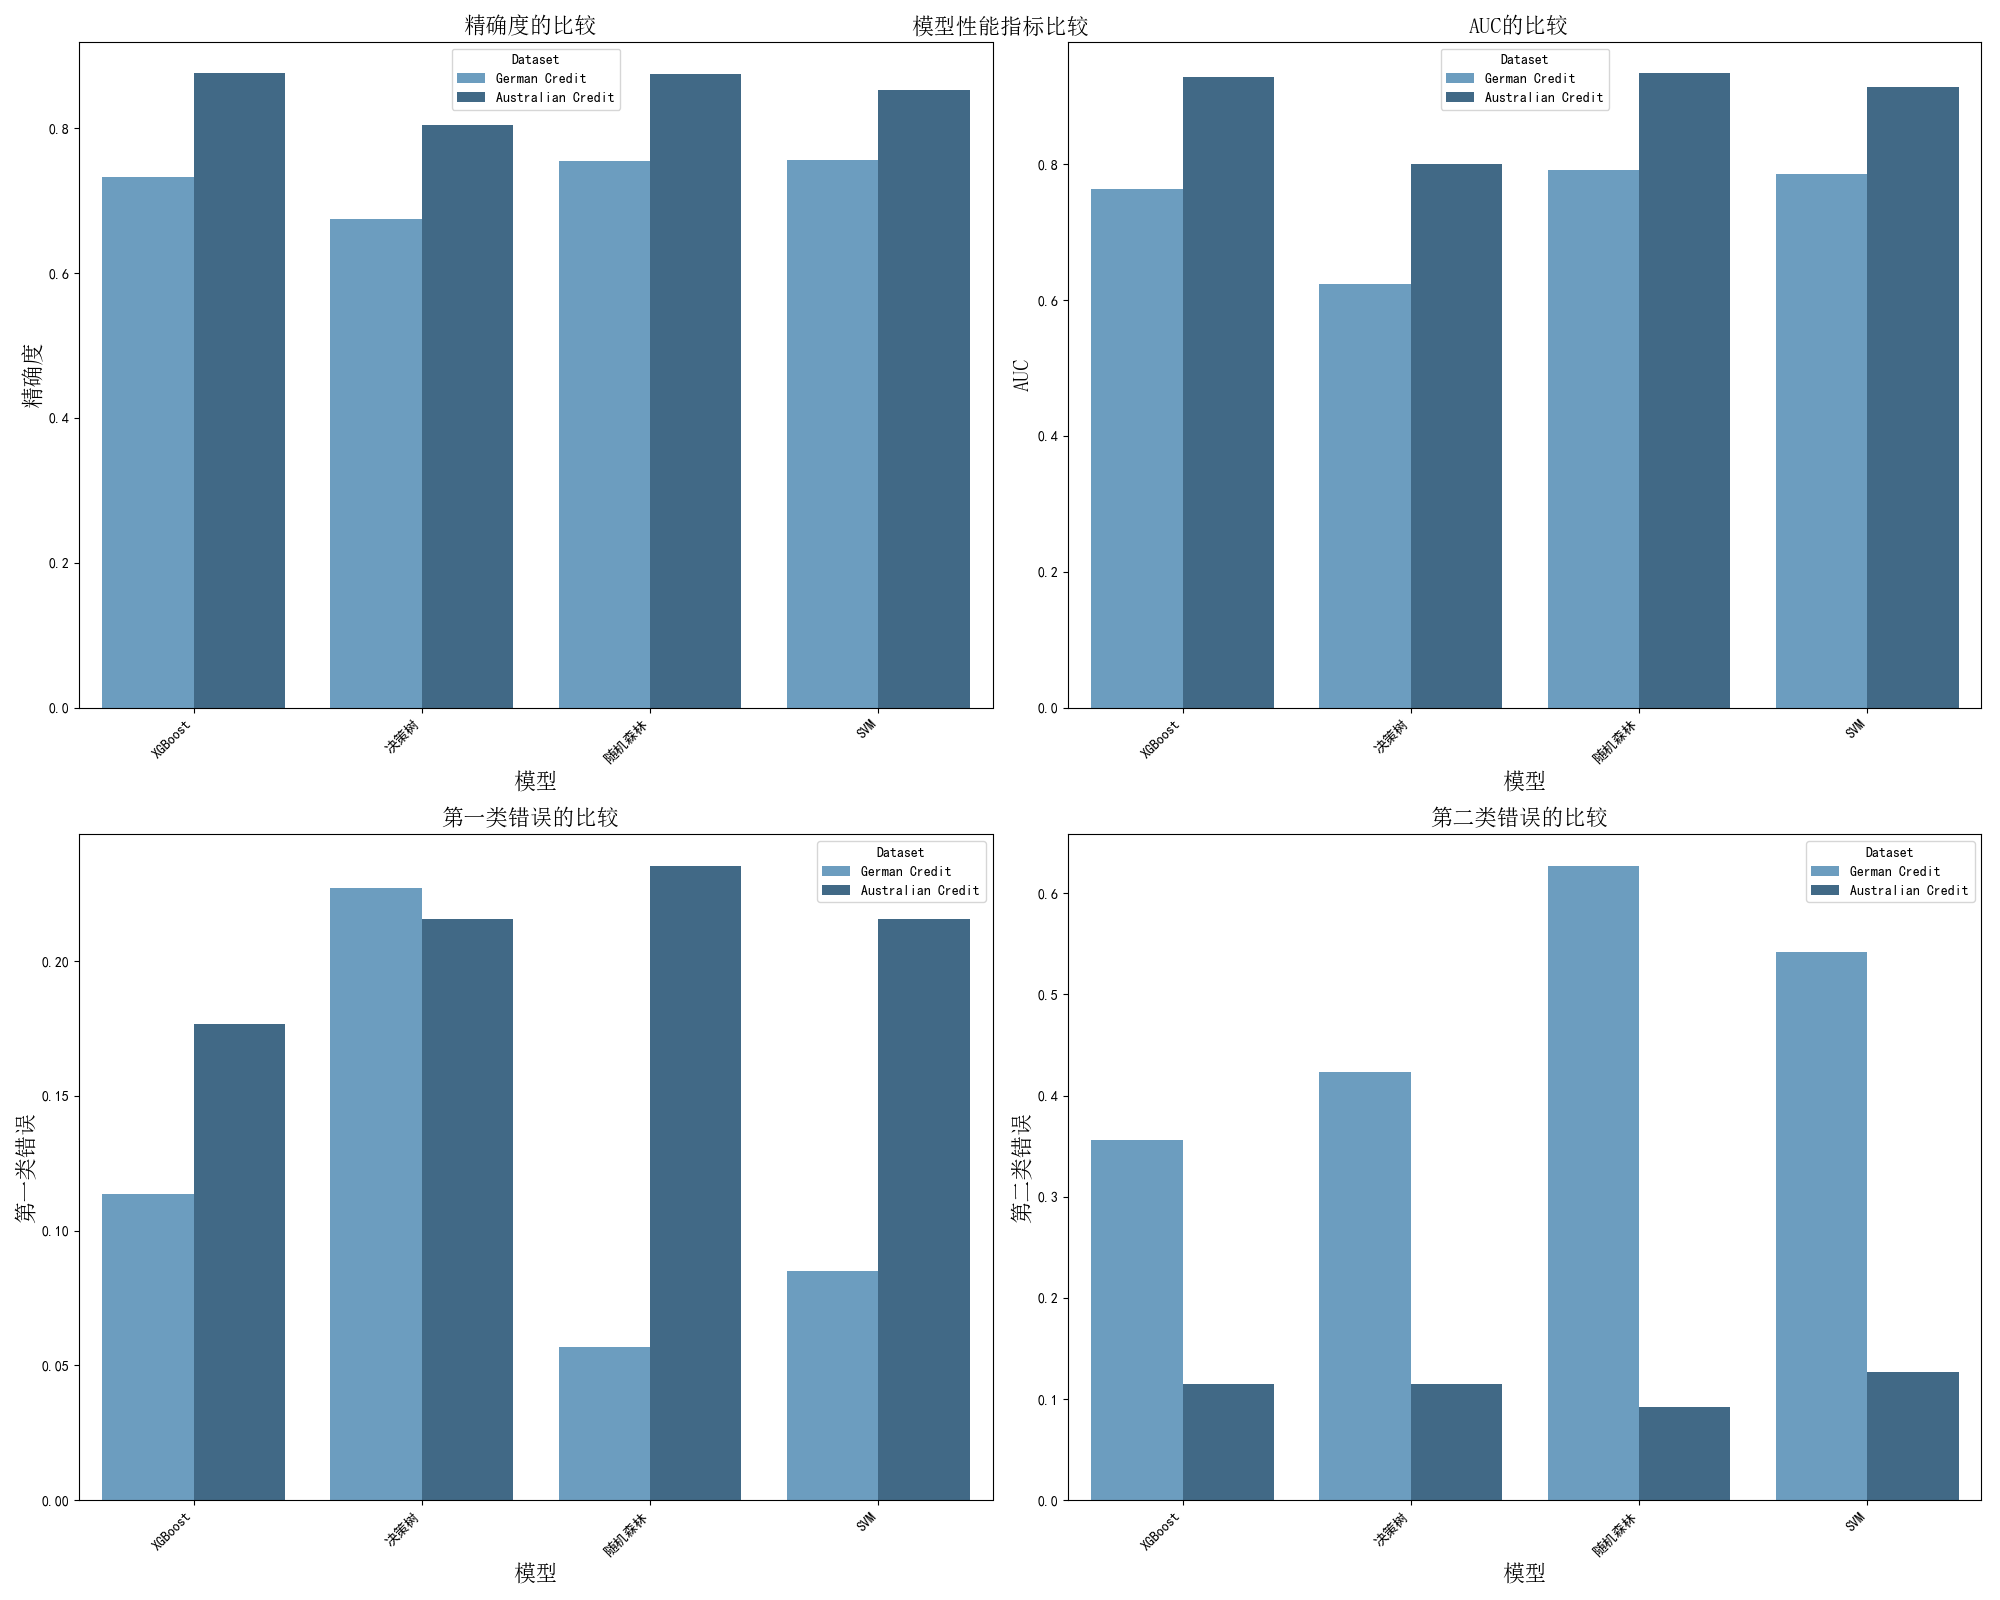 模型性能指标比较
精确度的比较
Dataset
German Credit
Australian Credit
精确度
0.8
0.6
0.4
0.2
0.0
XGBoost
决策树
随机森林
SVM
模型
AUC的比较
Dataset
German Credit
Australian Credit
AUC
0.8
0.6
0.4
0.2
0.0
XGBoost
决策树
随机森林
SVM
模型
第一类错误的比较
Dataset
German Credit
Australian Credit
第一类错误
0.20
0.15
0.10
0.05
0.00
XGBoost
决策树
随机森林
SVM
模型
第二类错误的比较
Dataset
German Credit
Australian Credit
第二类错误
0.6
0.5
0.4
0.3
0.2
0.1
0.0
XGBoost
决策树
随机森林
SVM
模型